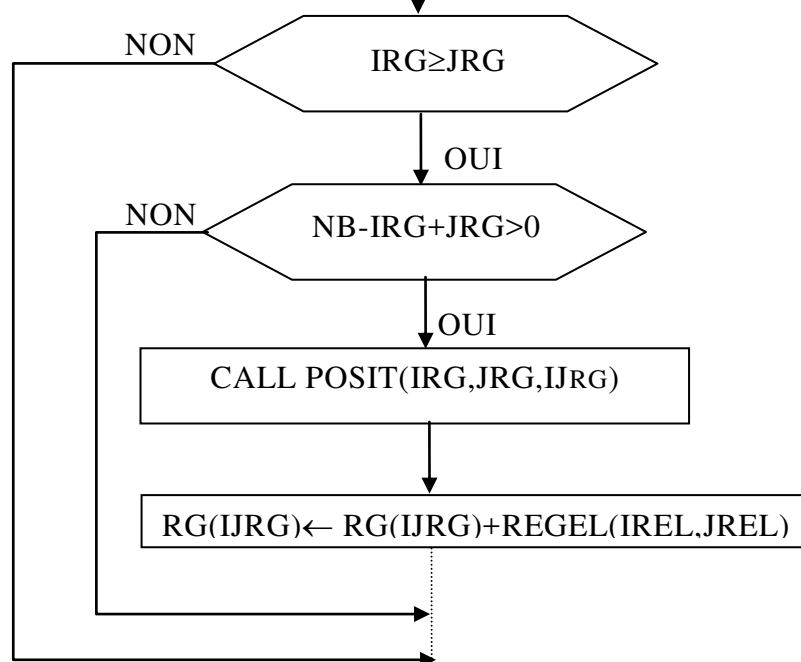 NON
IRG≥JRG
OUI
NON
NB-IRG+JRG>0
OUI
CALL POSIT(IRG,JRG,IJRG)
RG(IJRG)← RG(IJRG)+REGEL(IREL,JREL)